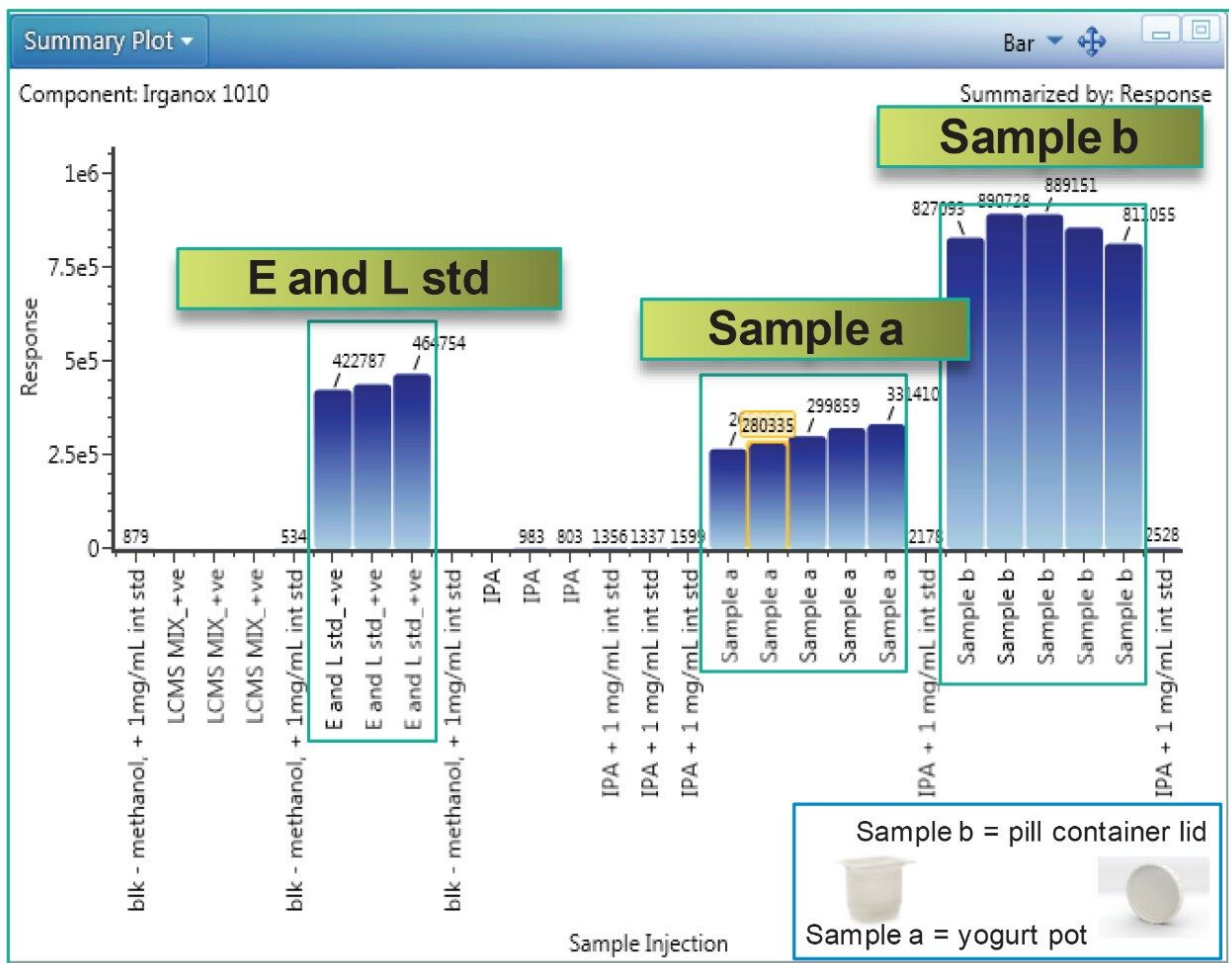 Summary Plot
Bar
Component: Irganox 1010
Summarized by: Response
Sample b
E and L std
Sample a
Response
1e6
7.5e5
5e5
2.5e5
0
879
534
422787
464754
983
803
1356
1337
1599
280335
299859
331410
2178
827093
890728
889151
811055
2528
blk - methanol, + 1mg/mL int std
LCMS MIX_+ve
LCMS MIX_+ve
LCMS MIX_+ve
blk - methanol, + 1mg/mL int std
E and L std_+ve
E and L std_+ve
E and L std_+ve
blk - methanol, + 1mg/mL int std
IPA
IPA
IPA
IPA + 1 mg/mL int std
IPA + 1 mg/mL int std
IPA + 1 mg/mL int std
Sample a
Sample a
Sample a
Sample a
Sample a
IPA + 1 mg/mL int std
Sample b
Sample b
Sample b
Sample b
Sample b
IPA + 1 mg/mL int std
Sample Injection
Sample b = pill container lid
Sample a = yogurt pot